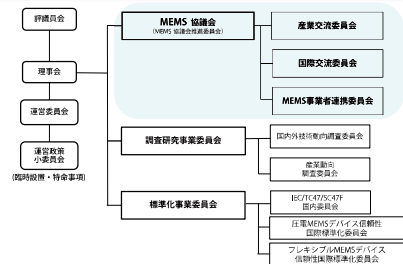 評議員会
理事会
運営委員会
運営政策
小委員会
(臨時設置・特命事項)
MEMS 協議会
(MEMS 協議会推進委員会)
産業交流委員会
国際交流委員会
MEMS事業者連携委員会
調査研究事業委員会
国内外技術動向調査委員会
産業動向
調査委員会
標準化事業委員会
IEC/TC47/SC47F
国内委員会
圧電MEMSデバイス信頼性
国際標準化委員会
フレキシブルMEMSデバイス
信頼性国際標準化委員会